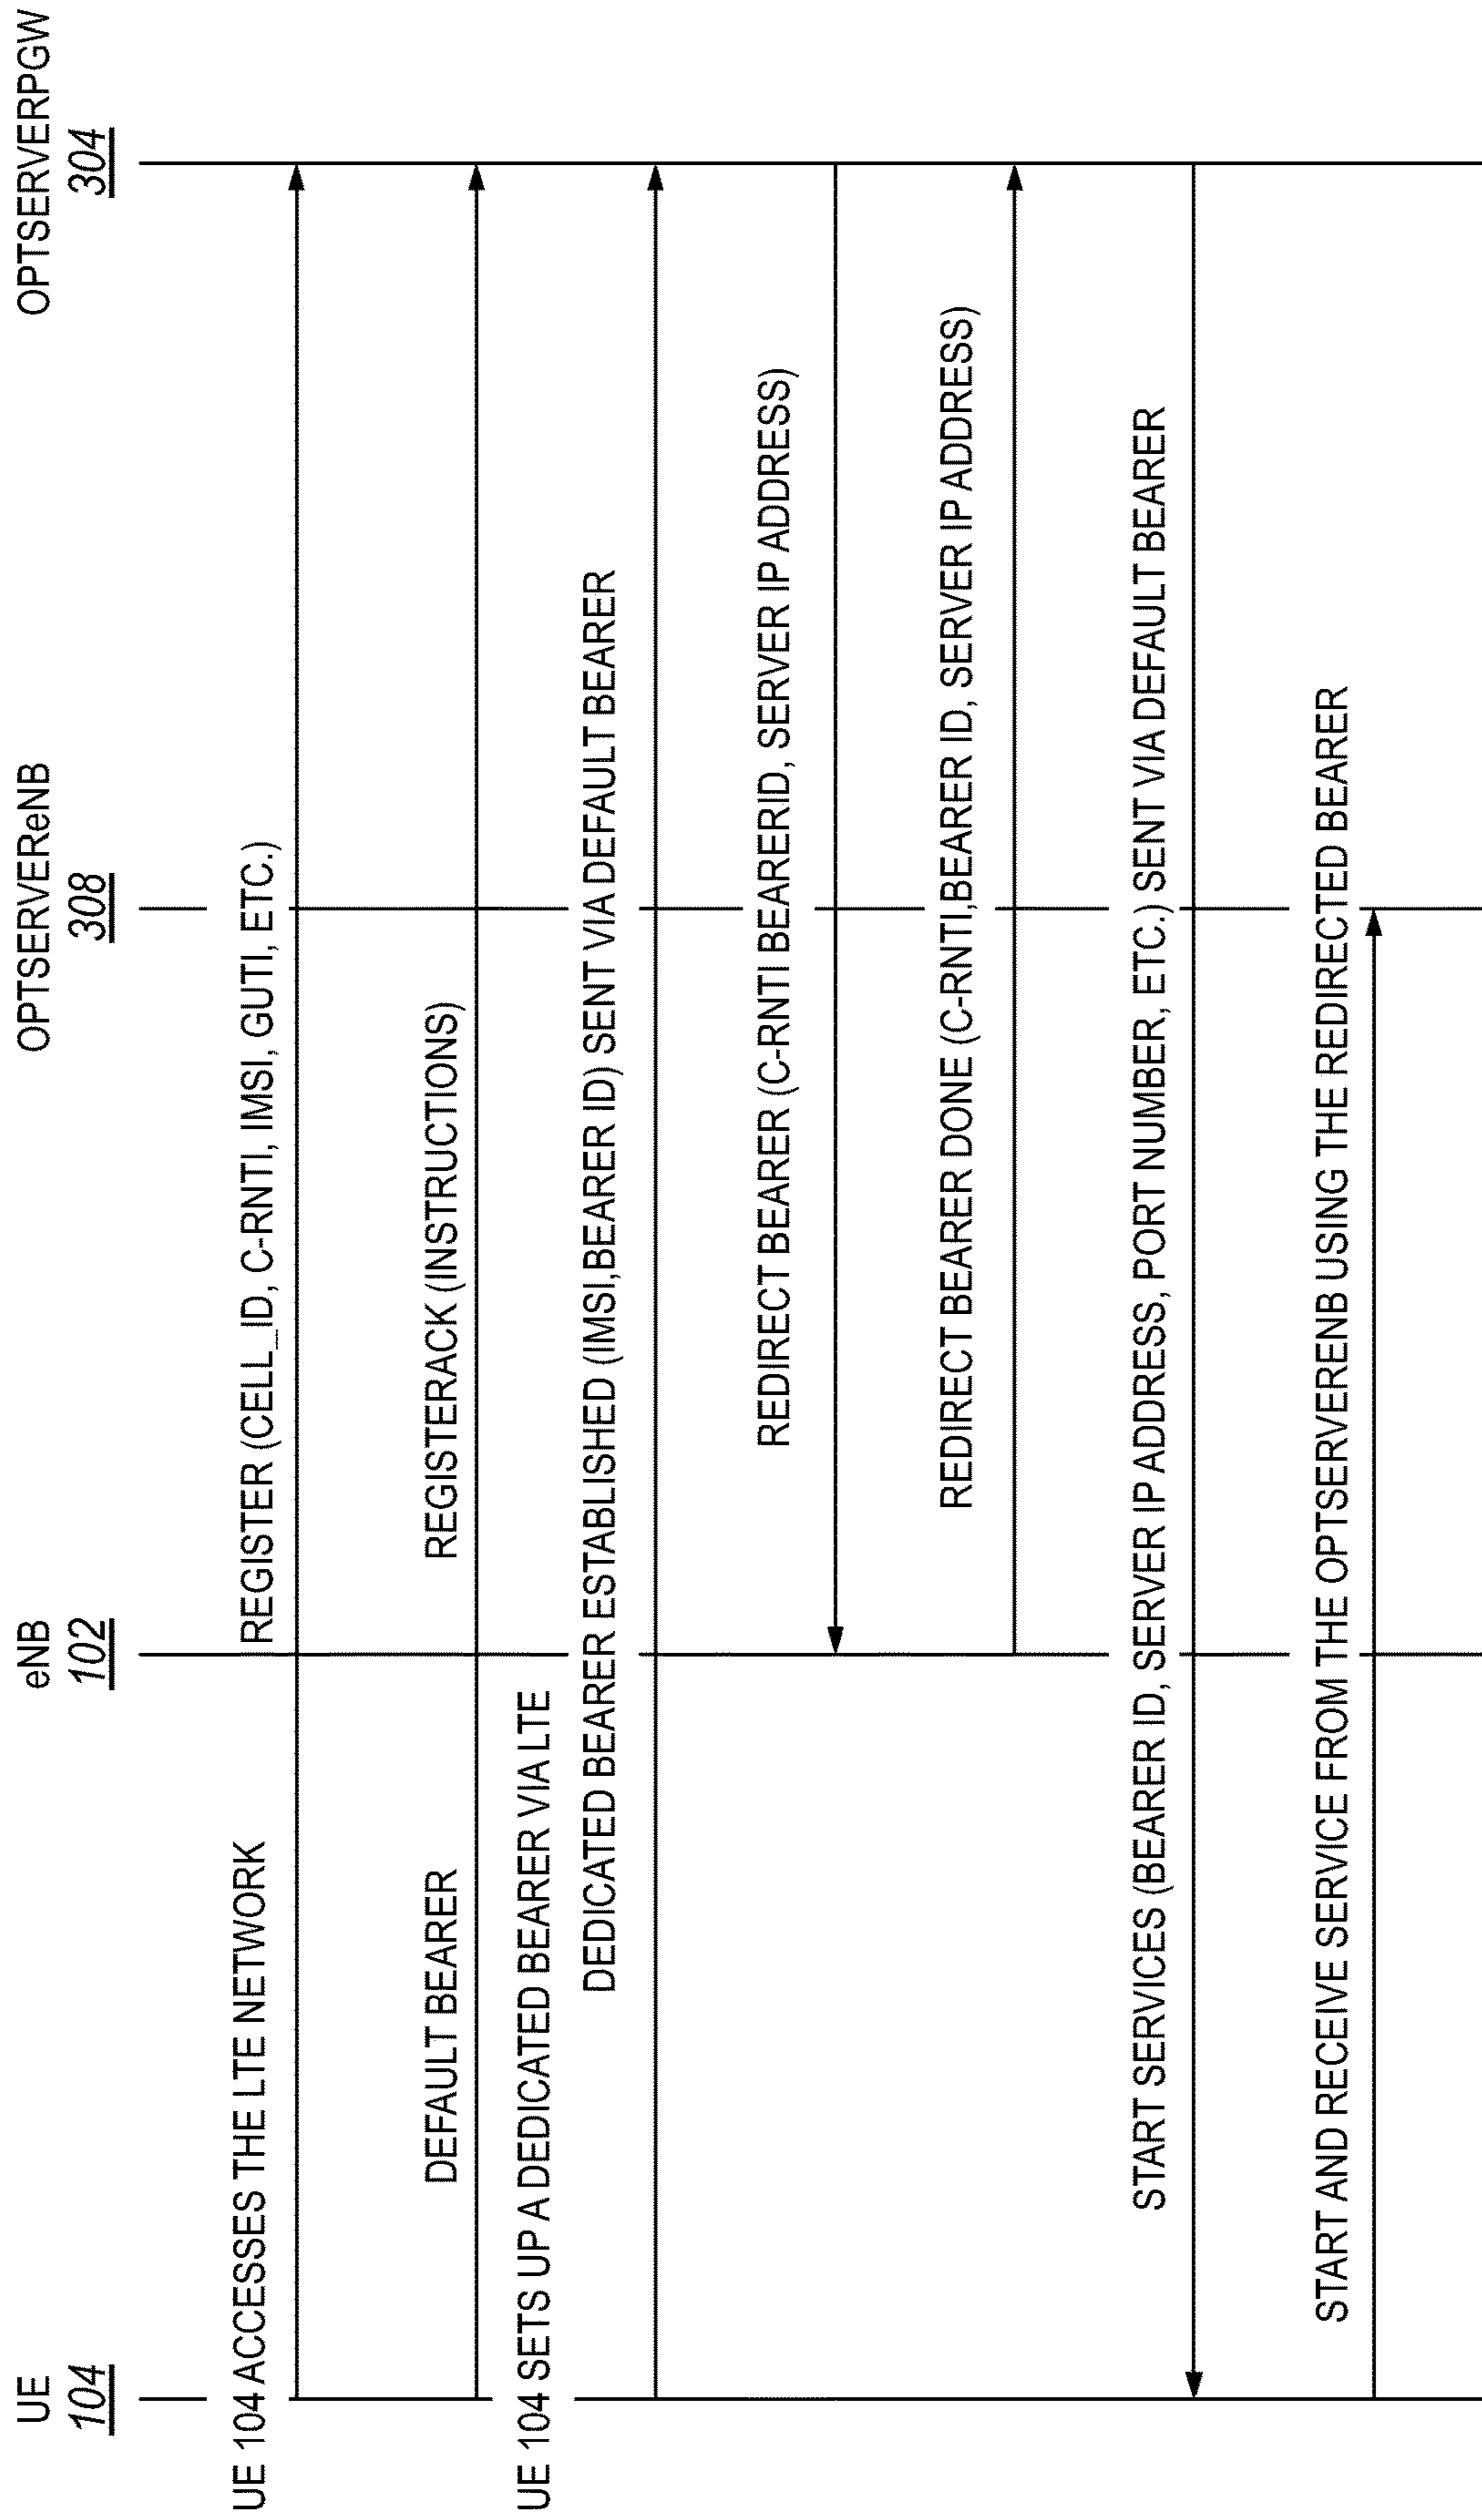 UE
104
eNB
102
OPTSERVEReNB
308
OPTSERVERPGW
304
UE 104 ACCESSES THE LTE NETWORK
REGISTER (CELL_ID, C-RNTI, IMSI, GUTI, ETC.)
DEFAULT BEARER
REGISTERACK (INSTRUCTIONS)
UE 104 SETS UP A DEDICATED BEARER VIA LTE
DEDICATED BEARER ESTABLISHED (IMSI,BEARER ID) SENT VIA DEFAULT BEARER
REDIRECT BEARER (C-RNTI BEARERID, SERVER IP ADDRESS)
REDIRECT BEARER DONE (C-RNTI,BEARER ID, SERVER IP ADDRESS)
START SERVICES (BEARER ID, SERVER IP ADDRESS, PORT NUMBER, ETC.) SENT VIA DEFAULT BEARER
START AND RECEIVE SERVICE FROM THE OPTSERVERENB USING THE REDIRECTED BEARER